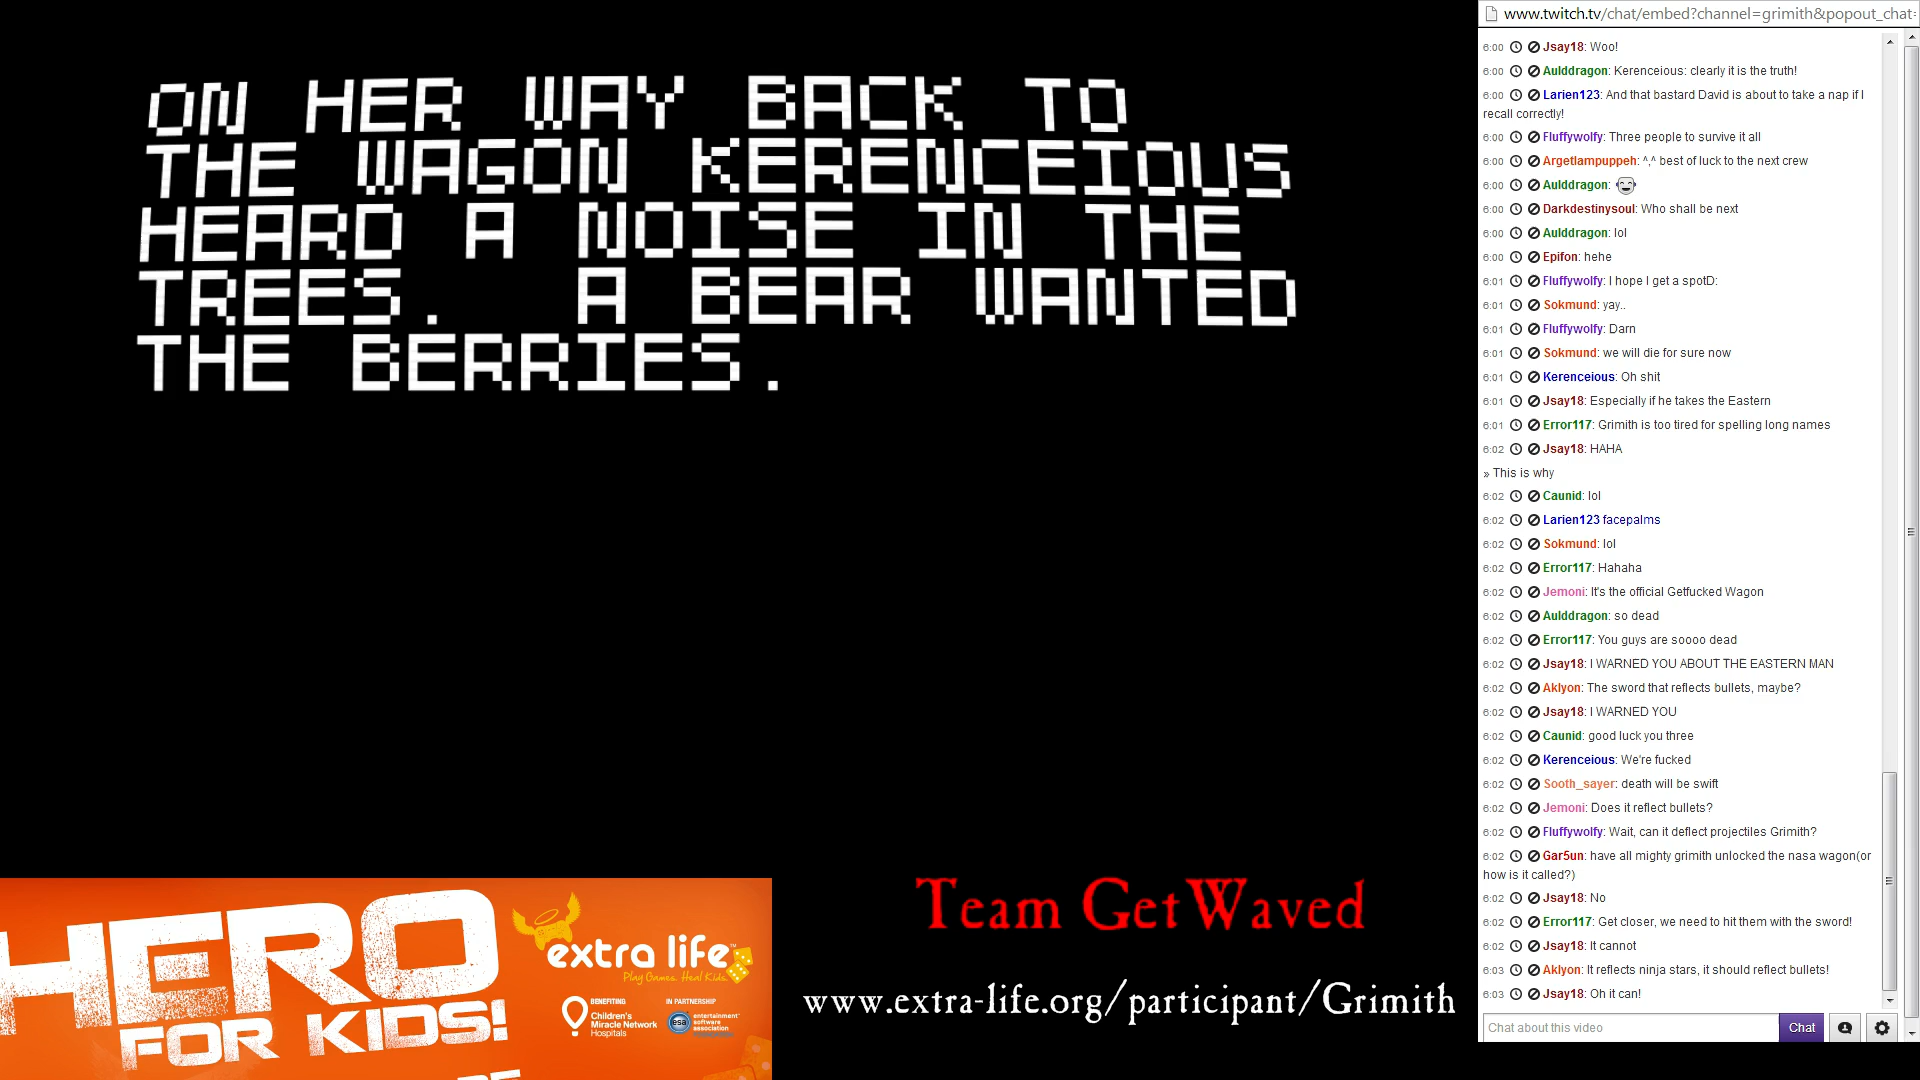 ON HER WAY BACK TO
THE WAGON KERENCEIOUS
HEARD A NOISE IN THE
TREES. A BEAR WANTED
THE BERRIES.
HERO
FOR KIDS!
extra life™
Play Games. Heal Kids.
BENEFITING
Children's
Miracle Network
Hospitals
IN PARTNERSHIP
esa entertainment
software
association
Team GetWaved
www.extra-life.org/participant/Grimith
www.twitch.tv/chat/embed?channel=grimith&popout_chat=
6:00 Jsay18: Woo!
6:00 Aulddragon: Kerenceious: clearly it is the truth!
6:00 Larien123: And that bastard David is about to take a nap if I
recall correctly!
6:00 Fluffywolfy: Three people to survive it all
6:00 Argetlampuppeh: ^,^ best of luck to the next crew
6:00 Aulddragon:
6:00 Darkdestinysoul: Who shall be next
6:00 Aulddragon: lol
6:00 Epifon: hehe
6:01 Fluffywolfy: I hope I get a spotD:
6:01 Sokmund: yay..
6:01 Fluffywolfy: Darn
6:01 Sokmund: we will die for sure now
6:01 Kerenceious: Oh shit
6:01 Jsay18: Especially if he takes the Eastern
6:01 Error117: Grimith is too tired for spelling long names
6:02 Jsay18: HAHA
» This is why
6:02 Caunid: lol
6:02 Larien123 facepalms
6:02 Sokmund: lol
6:02 Error117: Hahaha
6:02 Jemoni: It's the official Getfucked Wagon
6:02 Aulddragon: so dead
6:02 Error117: You guys are soooo dead
6:02 Jsay18: I WARNED YOU ABOUT THE EASTERN MAN
6:02 Aklyon: The sword that reflects bullets, maybe?
6:02 Jsay18: I WARNED YOU
6:02 Caunid: good luck you three
6:02 Kerenceious: We're fucked
6:02 Sooth_sayer: death will be swift
6:02 Jemoni: Does it reflect bullets?
6:02 Fluffywolfy: Wait, can it deflect projectiles Grimith?
6:02 Gar5un: have all mighty grimith unlocked the nasa wagon(or
how is it called?)
6:02 Jsay18: No
6:02 Error117: Get closer, we need to hit them with the sword!
6:02 Jsay18: It cannot
6:03 Aklyon: It reflects ninja stars, it should reflect bullets!
6:03 Jsay18: Oh it can!
Chat about this video
Chat